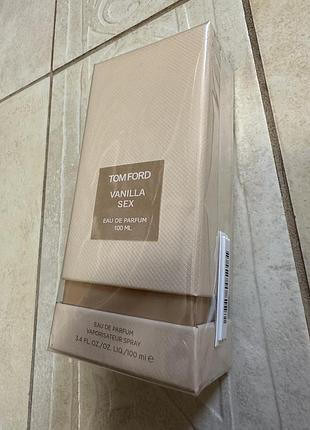 TOM FORD
VANILLA
SEX
EAU DE PARFUM
100 ML
EAU DE PARFUM
VAPORISATEUR SPRAY
3.4 FL.OZ./OZ. LIQ./100 ml e